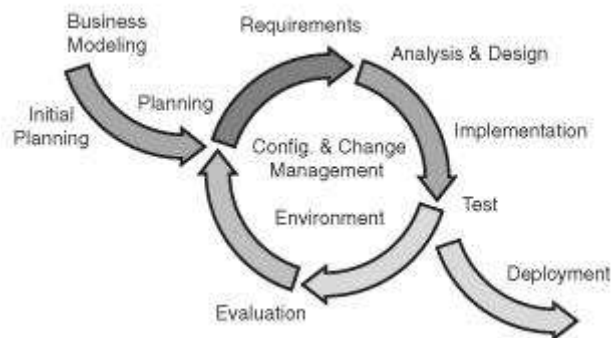 Business
Modeling
Requirements
Analysis & Design
Initial
Planning
Planning
Implementation
Config. & Change
Management
Environment
Test
Deployment
Evaluation